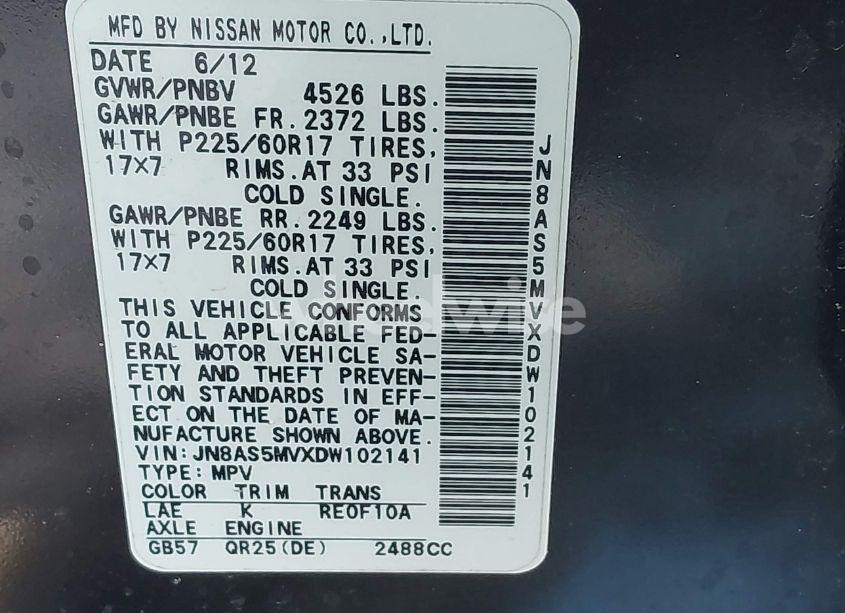 MFD BY NISSAN MOTOR CO.,LTD.
DATE 6/12
GVWR/PNBV 4526 LBS.
GAWR/PNBE FR.2372 LBS.
WITH P225/60R17 TIRES,
17X7 RIMS.AT 33 PSI
COLD SINGLE.
GAWR/PNBE RR.2249 LBS.
WITH P225/60R17 TIRES,
17X7 RIMS.AT 33 PSI
COLD SINGLE.
THIS VEHICLE CONFORMS
TO ALL APPLICABLE FED-
ERAL MOTOR VEHICLE SA-
FETY AND THEFT PREVEN-
TION STANDARDS IN EFF-
ECT ON THE DATE OF MA-
NUFACTURE SHOWN ABOVE.
VIN:JN8AS5MVXDW102141
TYPE:MPV
COLOR TRIM TRANS
LAE K RE0F10A
AXLE ENGINE
GB57 QR25(DE) 2488CC
JN8AS5MVXDW102141